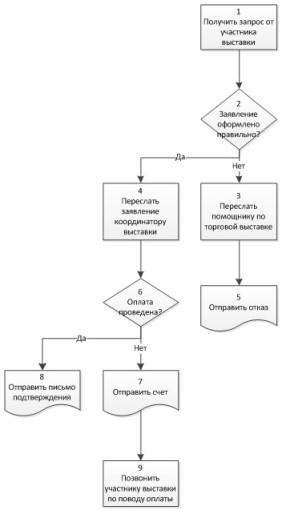 1
Получить запрос от
участника
выставки
2
Заявление
оформлено
правильно?
Да
Нет
4
Переслать
заявление
координатору
выставки
3
Переслать
помощнику по
торговой выставке
6
Оплата
проведена?
5
Отправить отказ
Да
Нет
8
Отправить письмо
подтверждения
7
Отправить счет
9
Позвонить
участнику выставки
по поводу оплаты